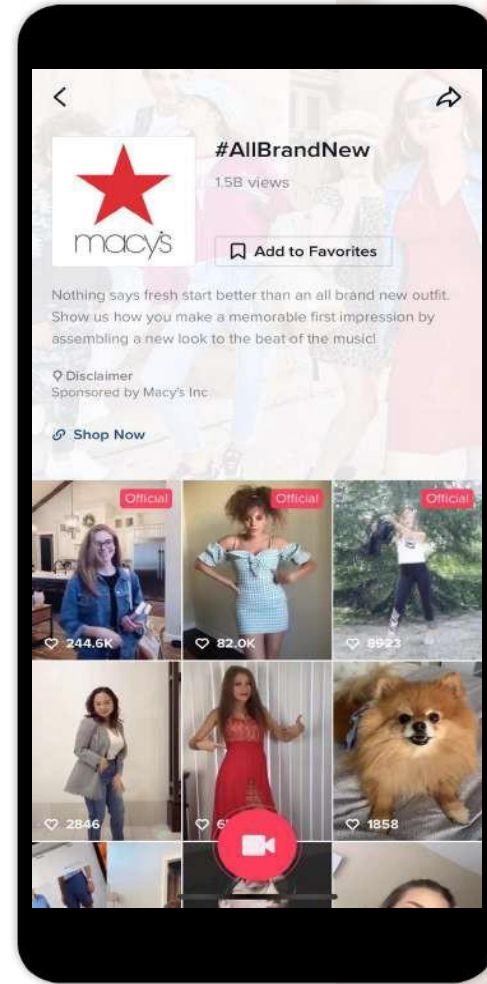 #AllBrandNew
1.5B views
macy's
Add to Favorites
Nothing says fresh start better than an all brand new outfit.
Show us how you make a memorable first impression by
assembling a new look to the beat of the music!
Disclaimer
Sponsored by Macy's Inc
Shop Now
Official
Official
Official
244.6K
82.0K
8923
2846
1858